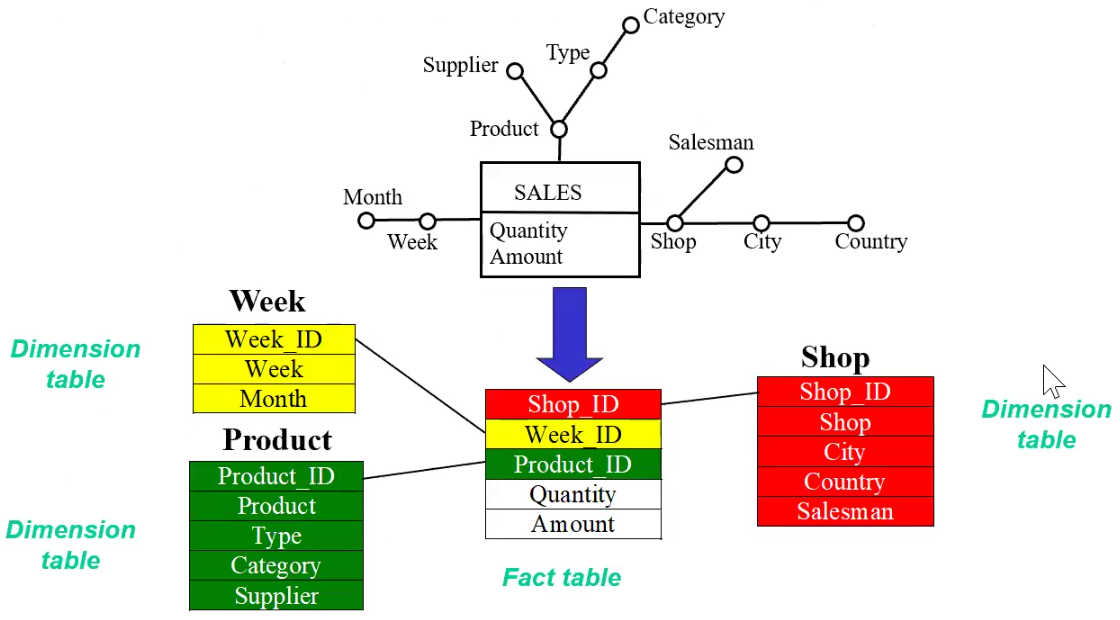 Category
Type
Supplier
Product
Salesman
SALES
Month
Week
Quantity
Amount
Shop
City
Country
Week
Week_ID
Week
Month
Dimension
table
Product
Product_ID
Product
Type
Category
Supplier
Dimension
table
Shop_ID
Week_ID
Product_ID
Quantity
Amount
Fact table
Shop
Shop_ID
Shop
City
Country
Salesman
Dimension
table